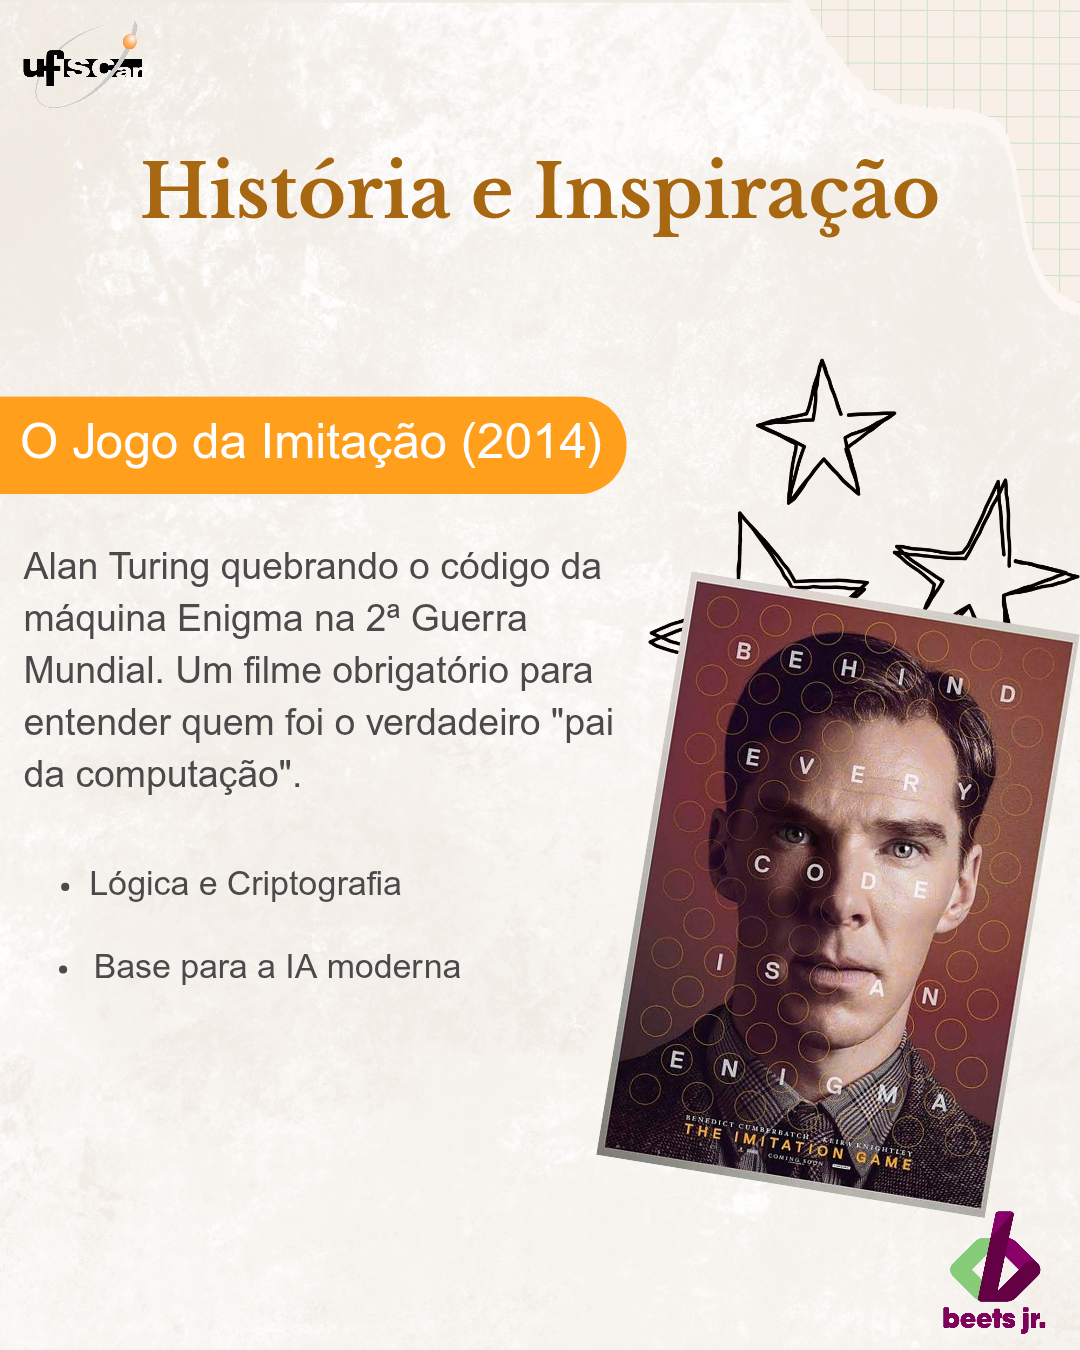 ufscar
História e Inspiração
O Jogo da Imitação (2014)
Alan Turing quebrando o código da
máquina Enigma na 2ª Guerra
Mundial. Um filme obrigatório para
entender quem foi o verdadeiro "pai
da computação".
• Lógica e Criptografia
• Base para a IA moderna
BEHIND
EVERY
CODE
IS AN
ENIGMA
BENEDICT CUMBERBATCH KEIRA KNIGHTLEY
THE IMITATION GAME
COMING SOON
beets jr.